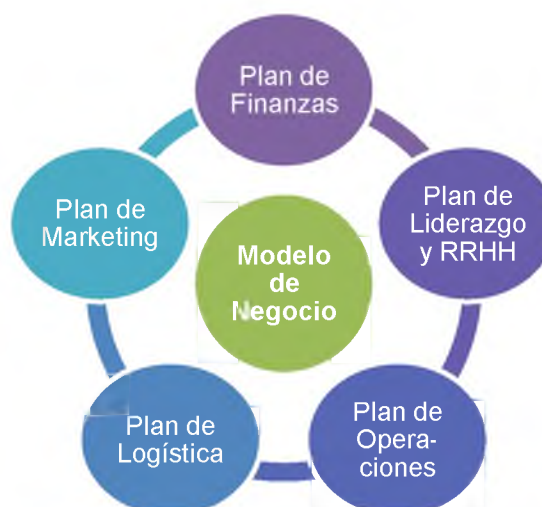 Plan de
Finanzas
Plan de
Liderazgo
y RRHH
Plan de
Opera-
ciones
Plan de
Logística
Plan de
Marketing
Modelo
de
Negocio